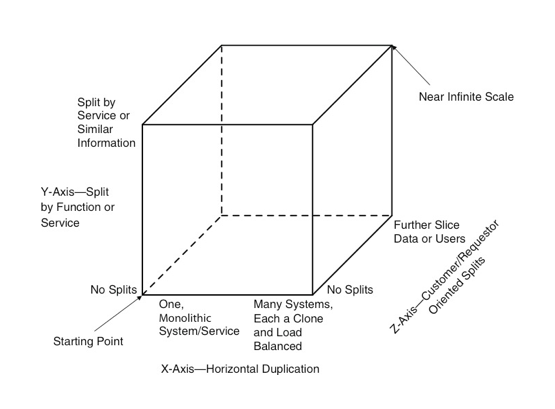 Near Infinite Scale
Split by
Service or
Similar
Information
Y-Axis—Split
by Function or
Service
Further Slice
Data or Users
Z-Axis—Customer/Requestor
Oriented Splits
No Splits
No Splits
One,
Monolithic
System/Service
Many Systems,
Each a Clone
and Load
Balanced
Starting Point
X-Axis—Horizontal Duplication